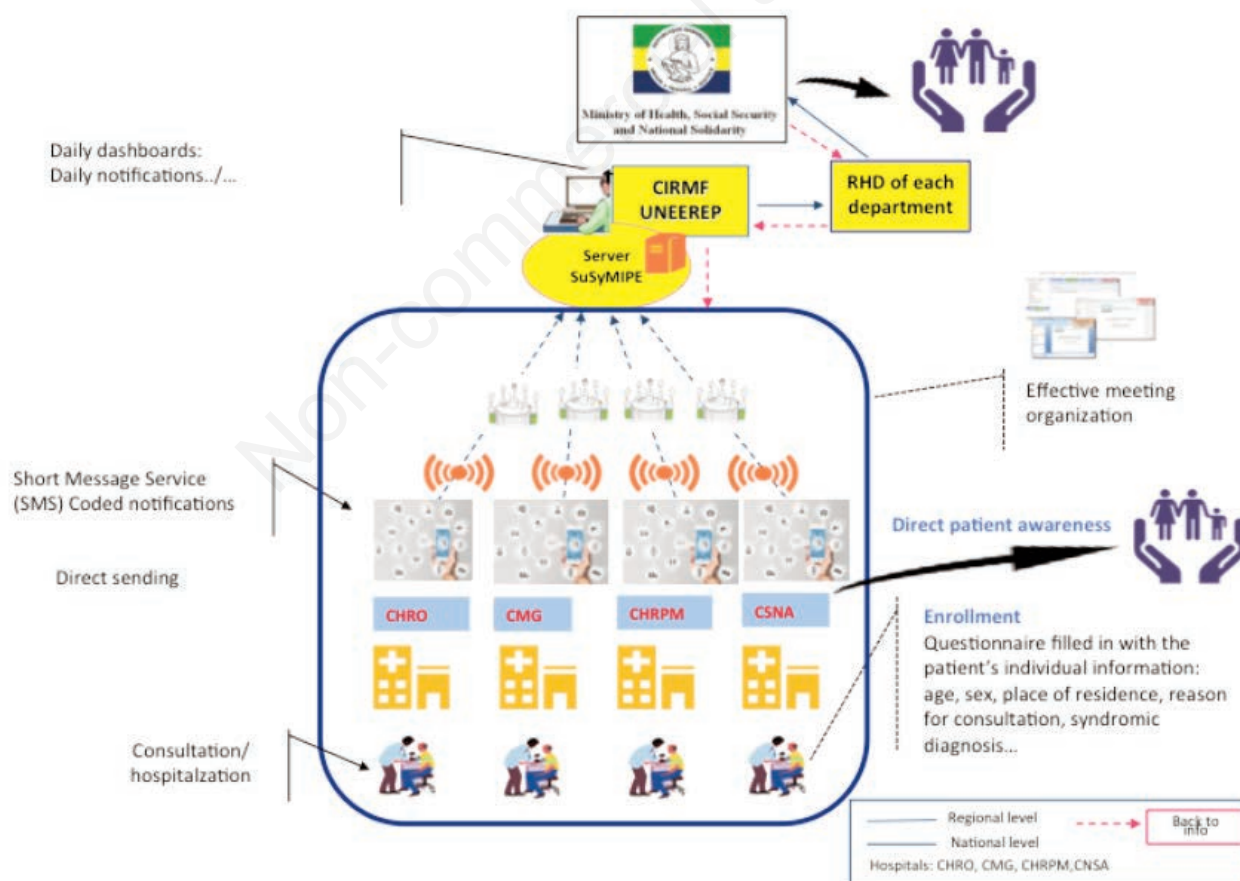 Ministry of Health, Social Security
and National Solidarity
Daily dashboards:
Daily notifications../...
CIRMF
UNEEREP
RHD of each
department
Server
SuSyMIPE
Effective meeting
organization
Short Message Service
(SMS) Coded notifications
Direct sending
Direct patient awareness
CHRO
CMG
CHRPM
CSNA
Enrollment
Questionnaire filled in with the
patient's individual information:
age, sex, place of residence, reason
for consultation, syndromic
diagnosis...
Consultation/
hospitalzation
Regional level
National level
Back to
info
Hospitals: CHRO, CMG, CHRPM,CNSA
Non-commercial